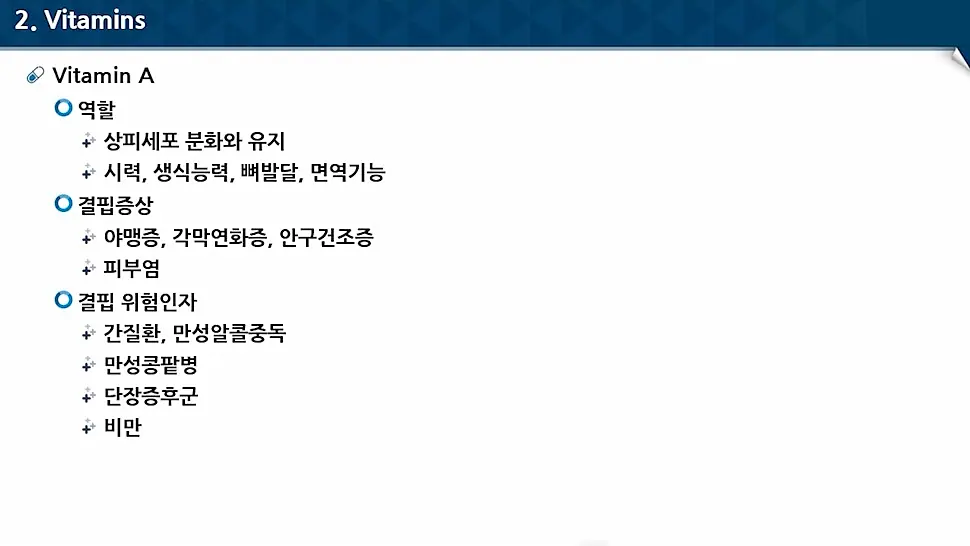 2. Vitamins
Vitamin A
역할
상피세포 분화와 유지
시력, 생식능력, 뼈발달, 면역기능
결핍증상
야맹증, 각막연화증, 안구건조증
피부염
결핍 위험인자
간질환, 만성알콜중독
만성콩팥병
단장증후군
비만